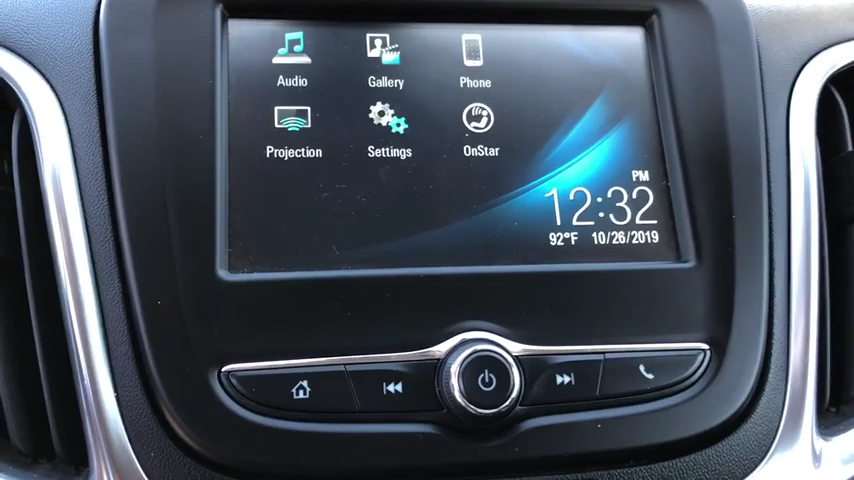 Audio Gallery Phone
Projection Settings OnStar
PM
12:32
92°F 10/26/2019